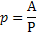 p = A/P